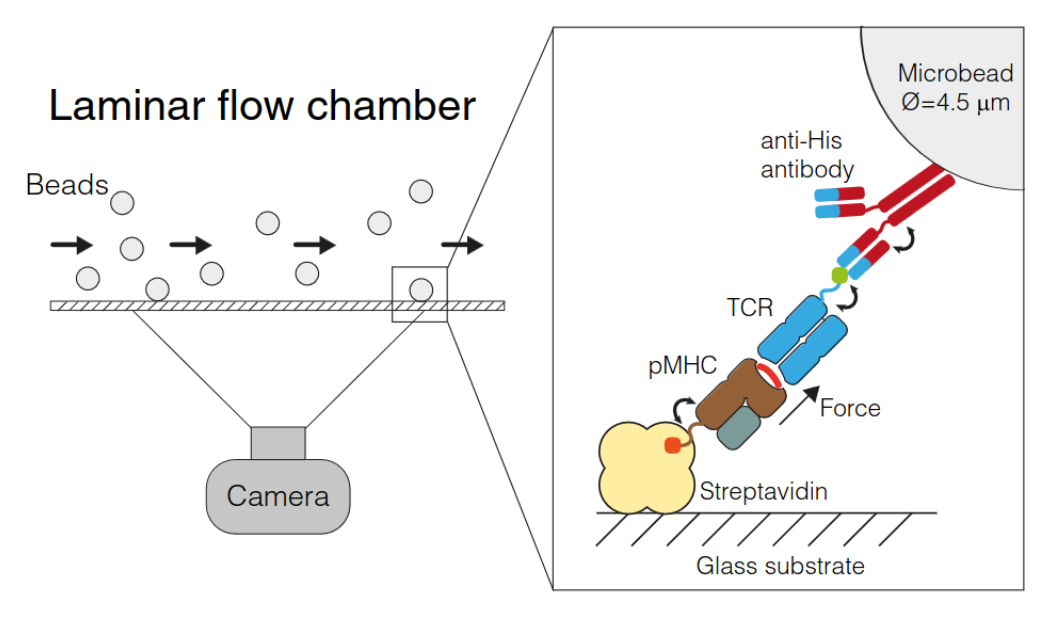 Laminar flow chamber
Beads
Camera
Microbead
Ø=4.5 μm
anti-His
antibody
TCR
pMHC
Force
Streptavidin
Glass substrate